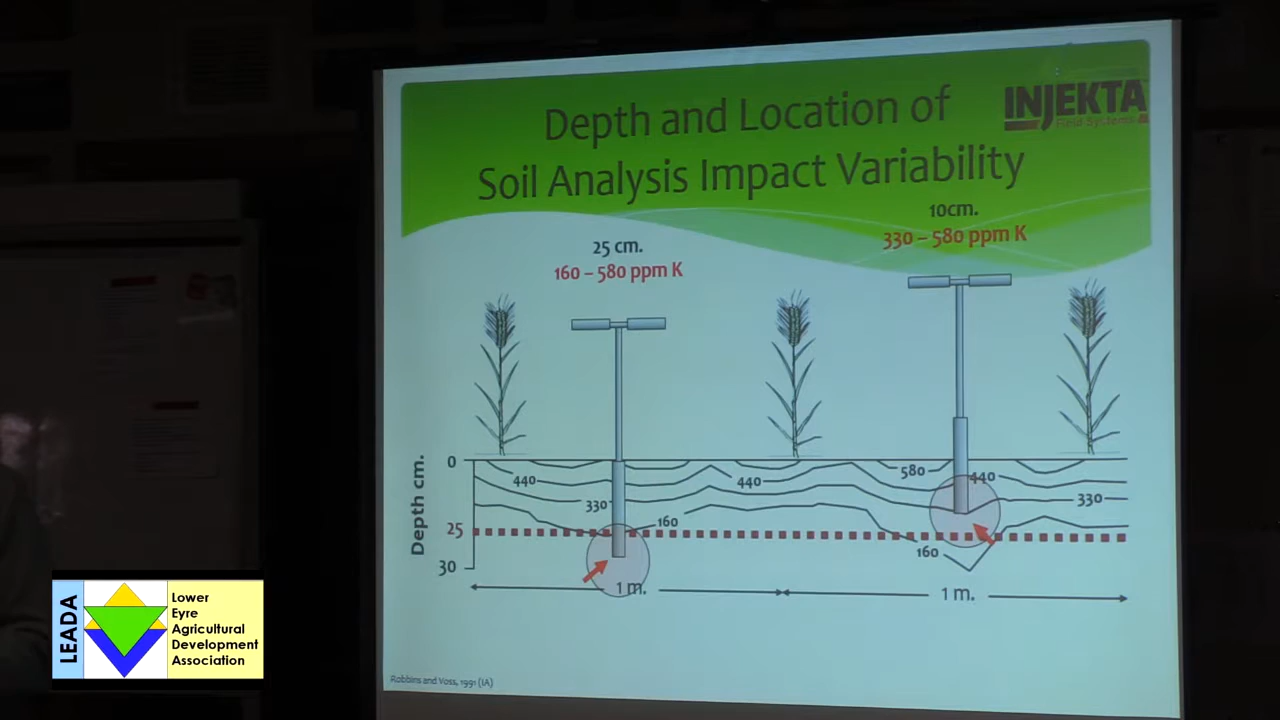 Depth and Location of
Soil Analysis Impact Variability
INJEKTA
Field Systems
10cm.
330 – 580 ppm K
25 cm.
160 – 580 ppm K
Depth cm.
0
25
30
440
330
160
440
580
440
330
160
1 m.
1 m.
Robbins and Voss, 1991 (IA)
LEADA
Lower
Eyre
Agricultural
Development
Association